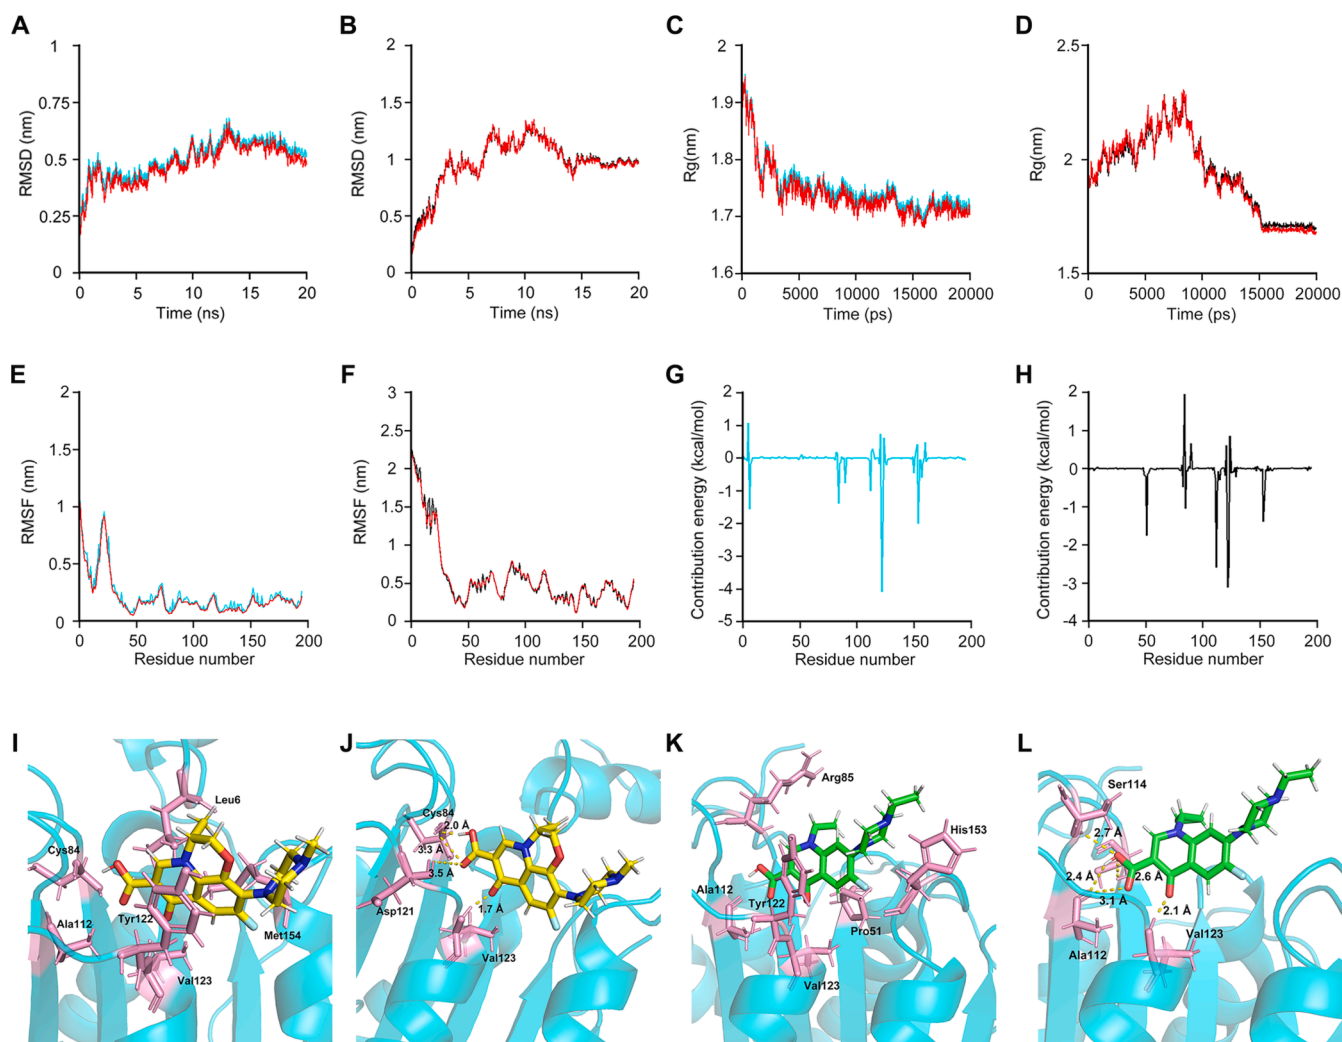 A
RMSD (nm)
1
0.75
0.5
0.25
0
0 5 10 15 20
Time (ns)
B
RMSD (nm)
2
1.5
1
0.5
0
0 5 10 15 20
Time (ns)
C
Rg(nm)
2
1.9
1.8
1.7
1.6
0 5000 10000 15000 20000
Time (ps)
D
Rg(nm)
2.5
2
1.5
0 5000 10000 15000 20000
Time (ps)
E
RMSF (nm)
2
1.5
1
0.5
0
0 50 100 150 200
Residue number
F
RMSF (nm)
3
2.5
2
1.5
1
0.5
0
0 50 100 150 200
Residue number
G
Contribution energy (kcal/mol)
2
1
0
-1
-2
-3
-4
-5
0 50 100 150 200
Residue number
H
Contribution energy (kcal/mol)
2
1
0
-1
-2
-3
-4
0 50 100 150 200
Residue number
I
Leu6
Cys84
Ala112
Tyr122
Met154
Val123
J
Cys84
2.0 Å
3.3 Å
3.5 Å
Asp121
1.7 Å
Val123
K
Arg85
His153
Ala112
Tyr122
Pro51
Val123
L
Ser114
2.7 Å
2.4 Å
2.6 Å
3.1 Å
2.1 Å
Val123
Ala112